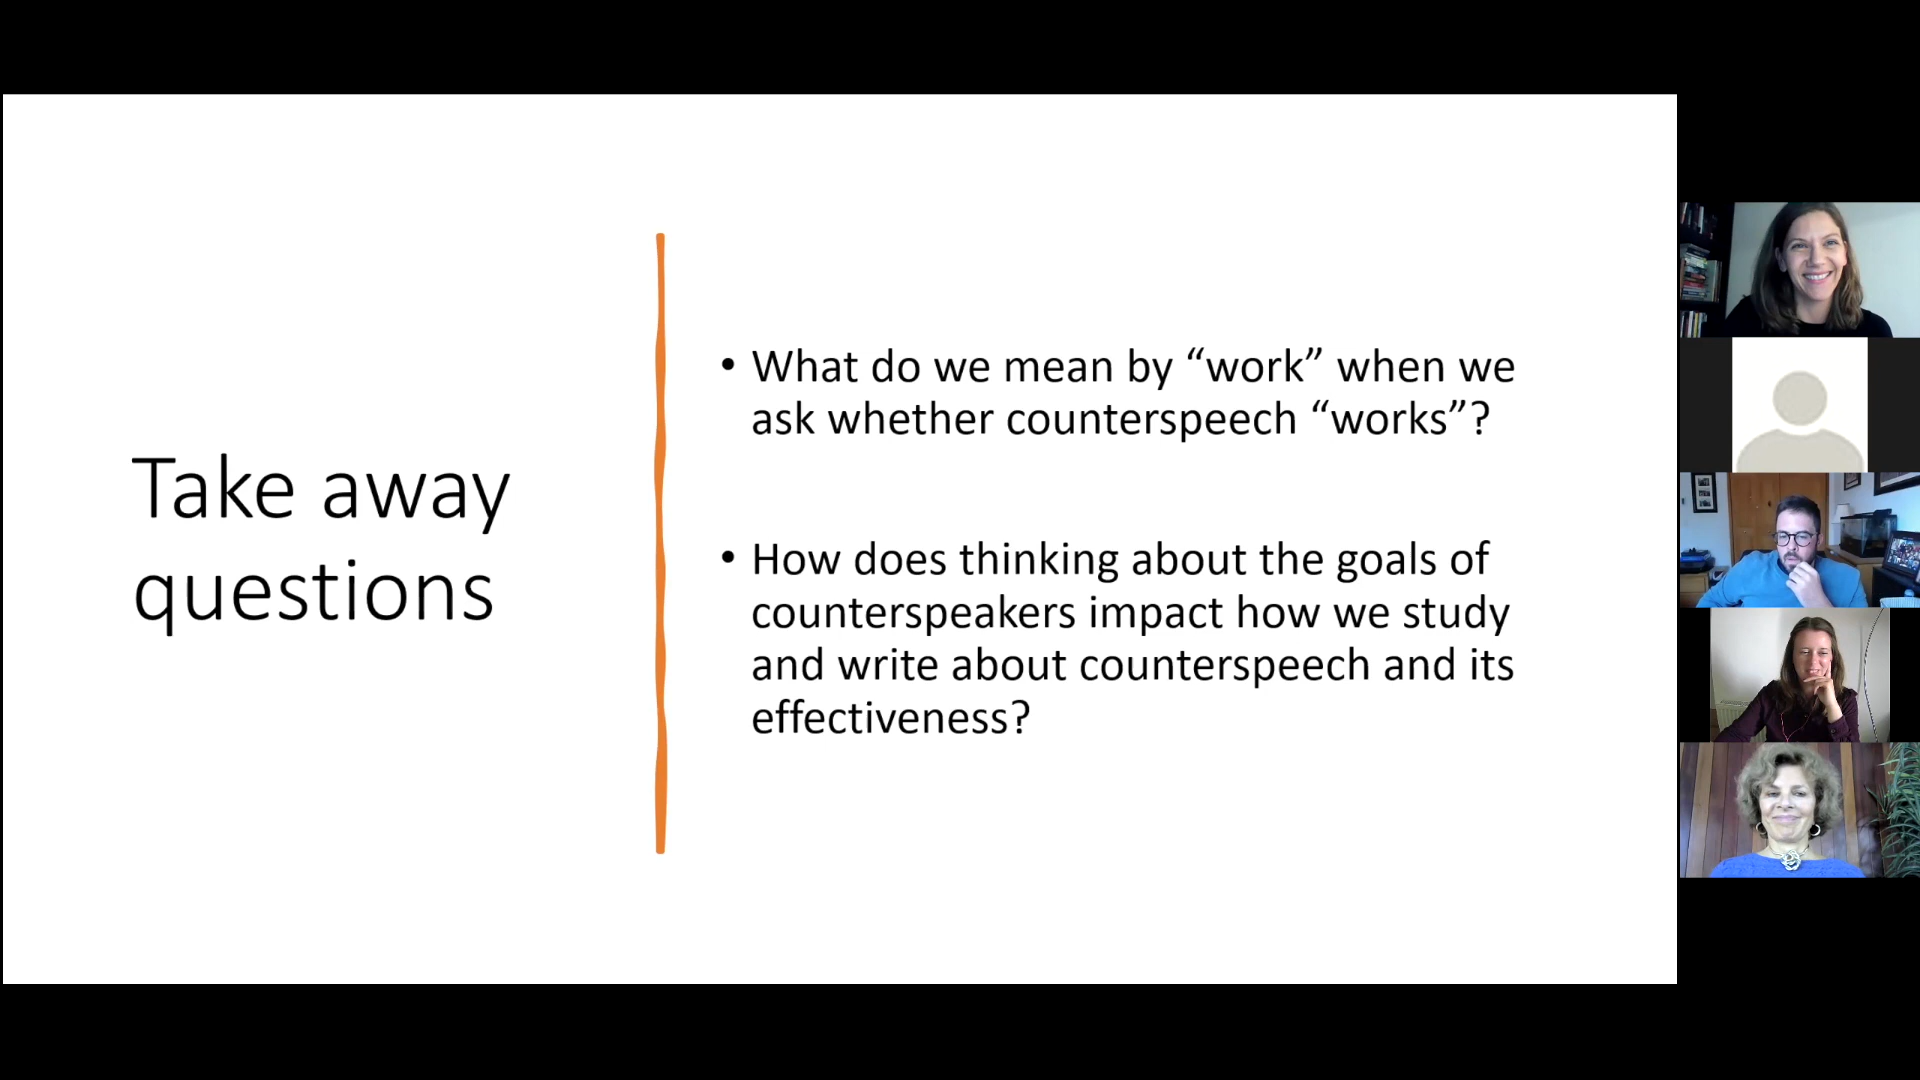 Take away
questions
• What do we mean by “work” when we
ask whether counterspeech “works”?
• How does thinking about the goals of
counterspeakers impact how we study
and write about counterspeech and its
effectiveness?